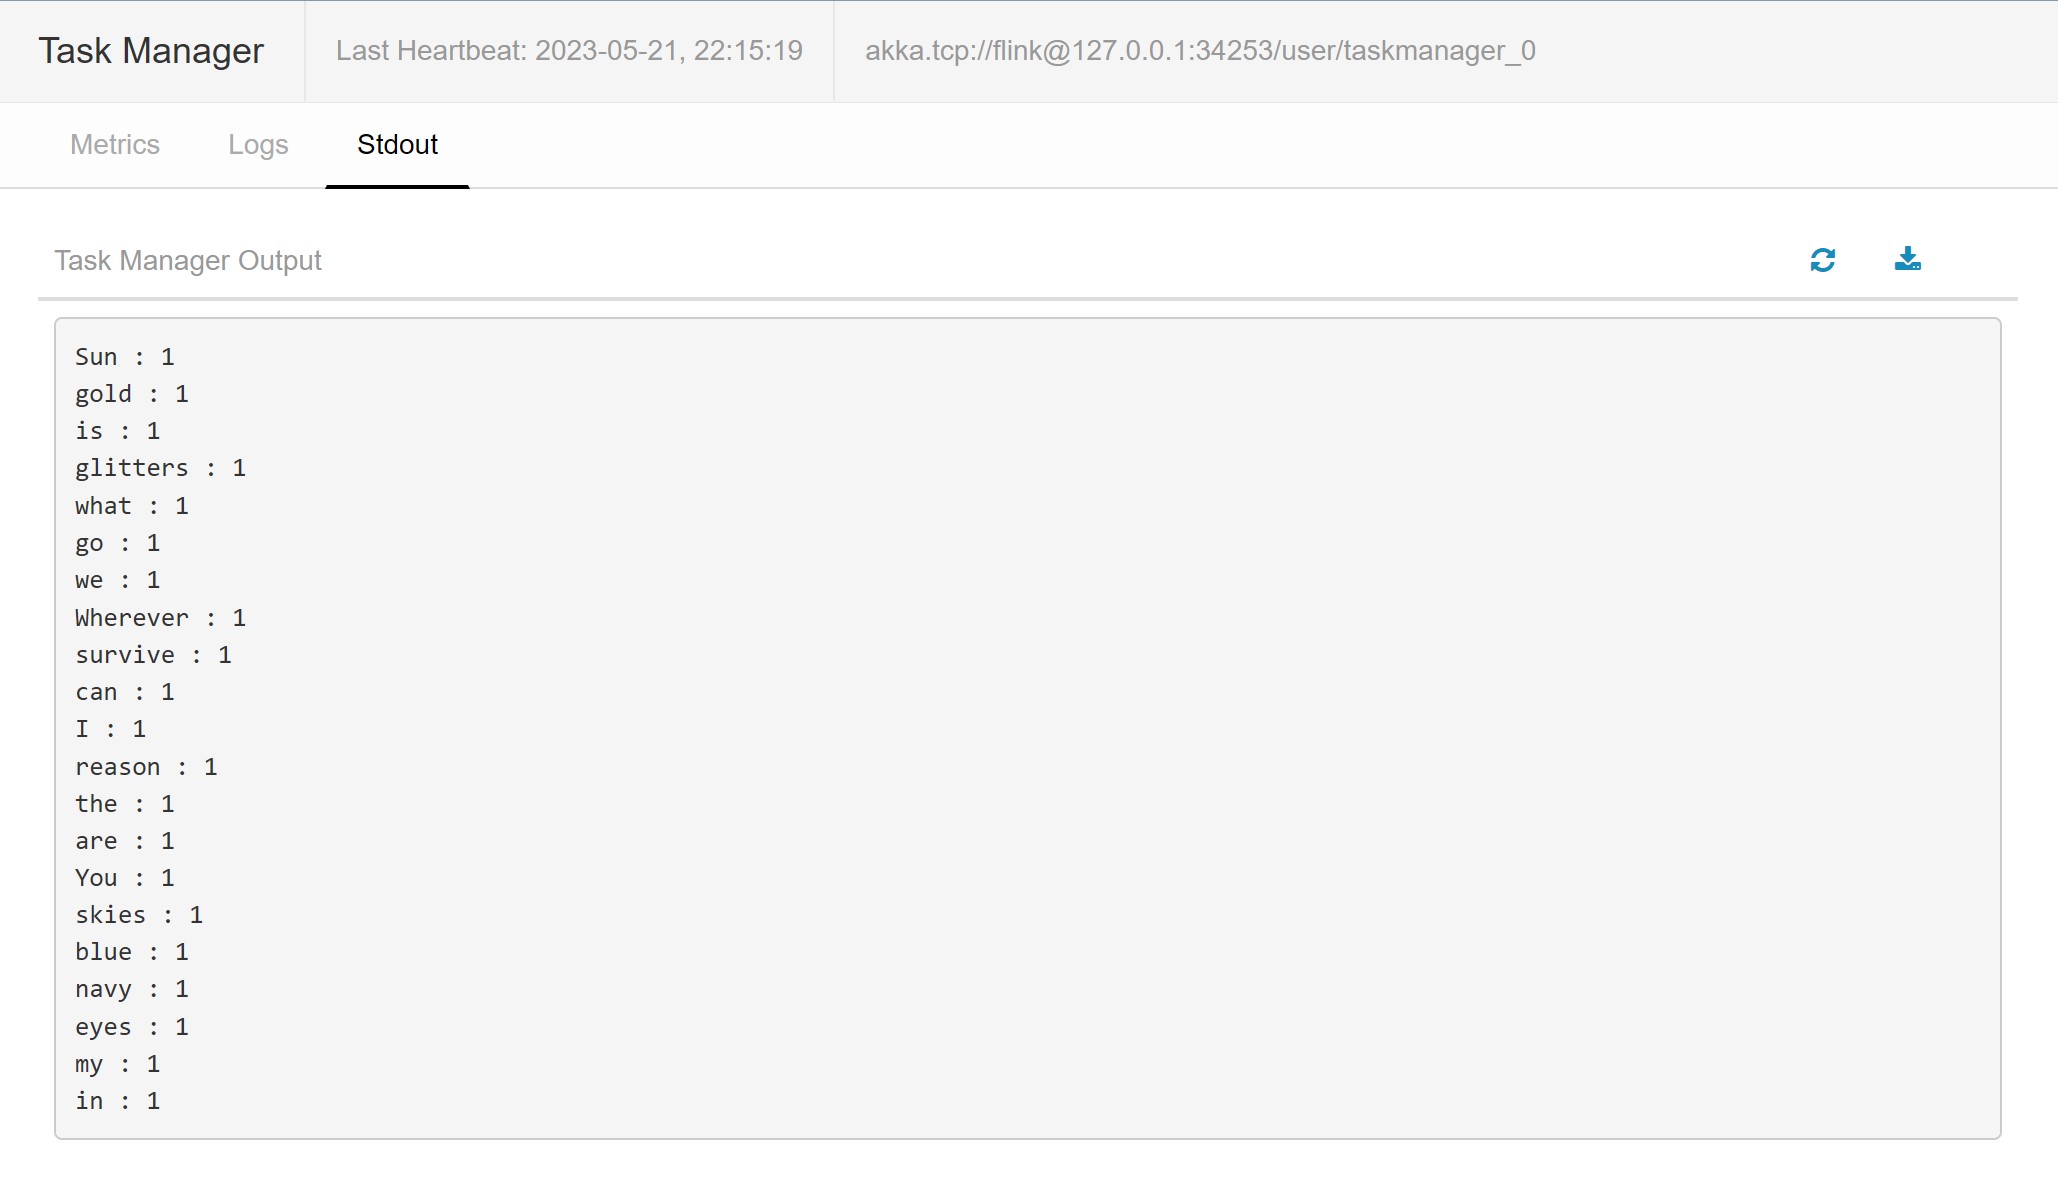 Task Manager
Last Heartbeat: 2023-05-21, 22:15:19
akka.tcp://flink@127.0.0.1:34253/user/taskmanager_0
Metrics
Logs
Stdout
Task Manager Output
Sun : 1
gold : 1
is : 1
glitters : 1
what : 1
go : 1
we : 1
Wherever : 1
survive : 1
can : 1
I : 1
reason : 1
the : 1
are : 1
You : 1
skies : 1
blue : 1
navy : 1
eyes : 1
my : 1
in : 1